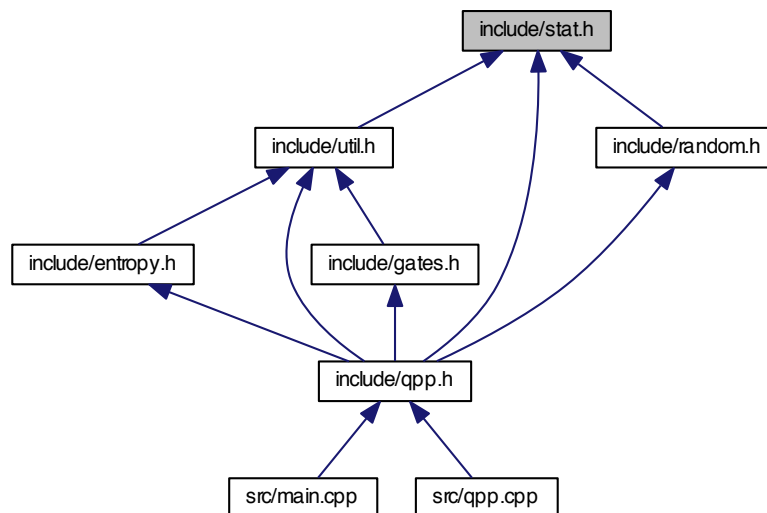 include/stat.h
include/util.h
include/random.h
include/entropy.h
include/gates.h
include/qpp.h
src/main.cpp
src/qpp.cpp